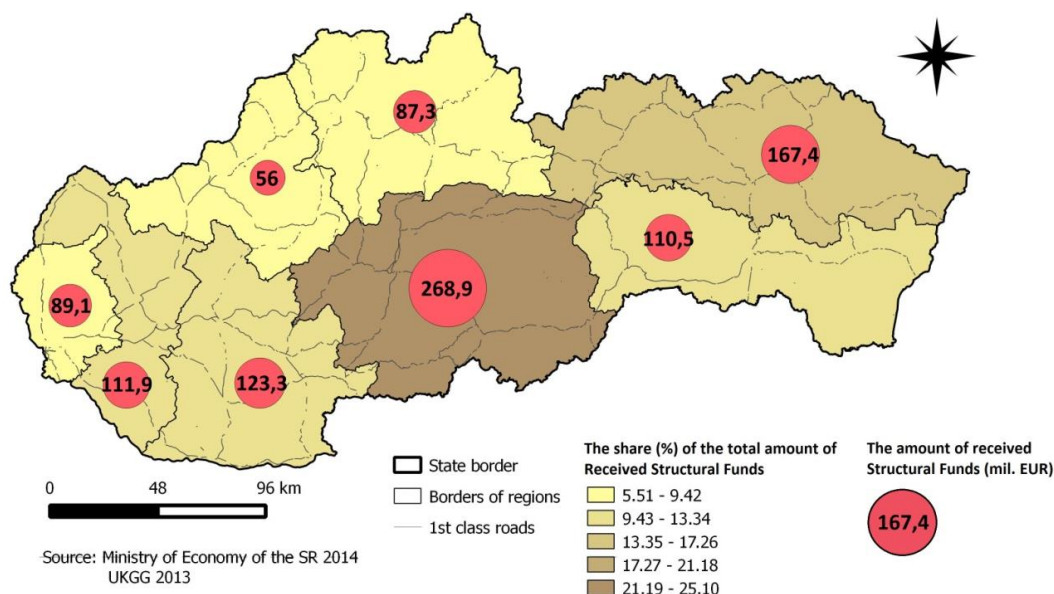 87,3
167,4
56
110,5
268,9
89,1
111,9
123,3
0 48 96 km
Source: Ministry of Economy of the SR 2014
UKGG 2013
State border
Borders of regions
1st class roads
The share (%) of the total amount of
Received Structural Funds
5.51 - 9.42
9.43 - 13.34
13.35 - 17.26
17.27 - 21.18
21.19 - 25.10
The amount of received
Structural Funds (mil. EUR)
167,4